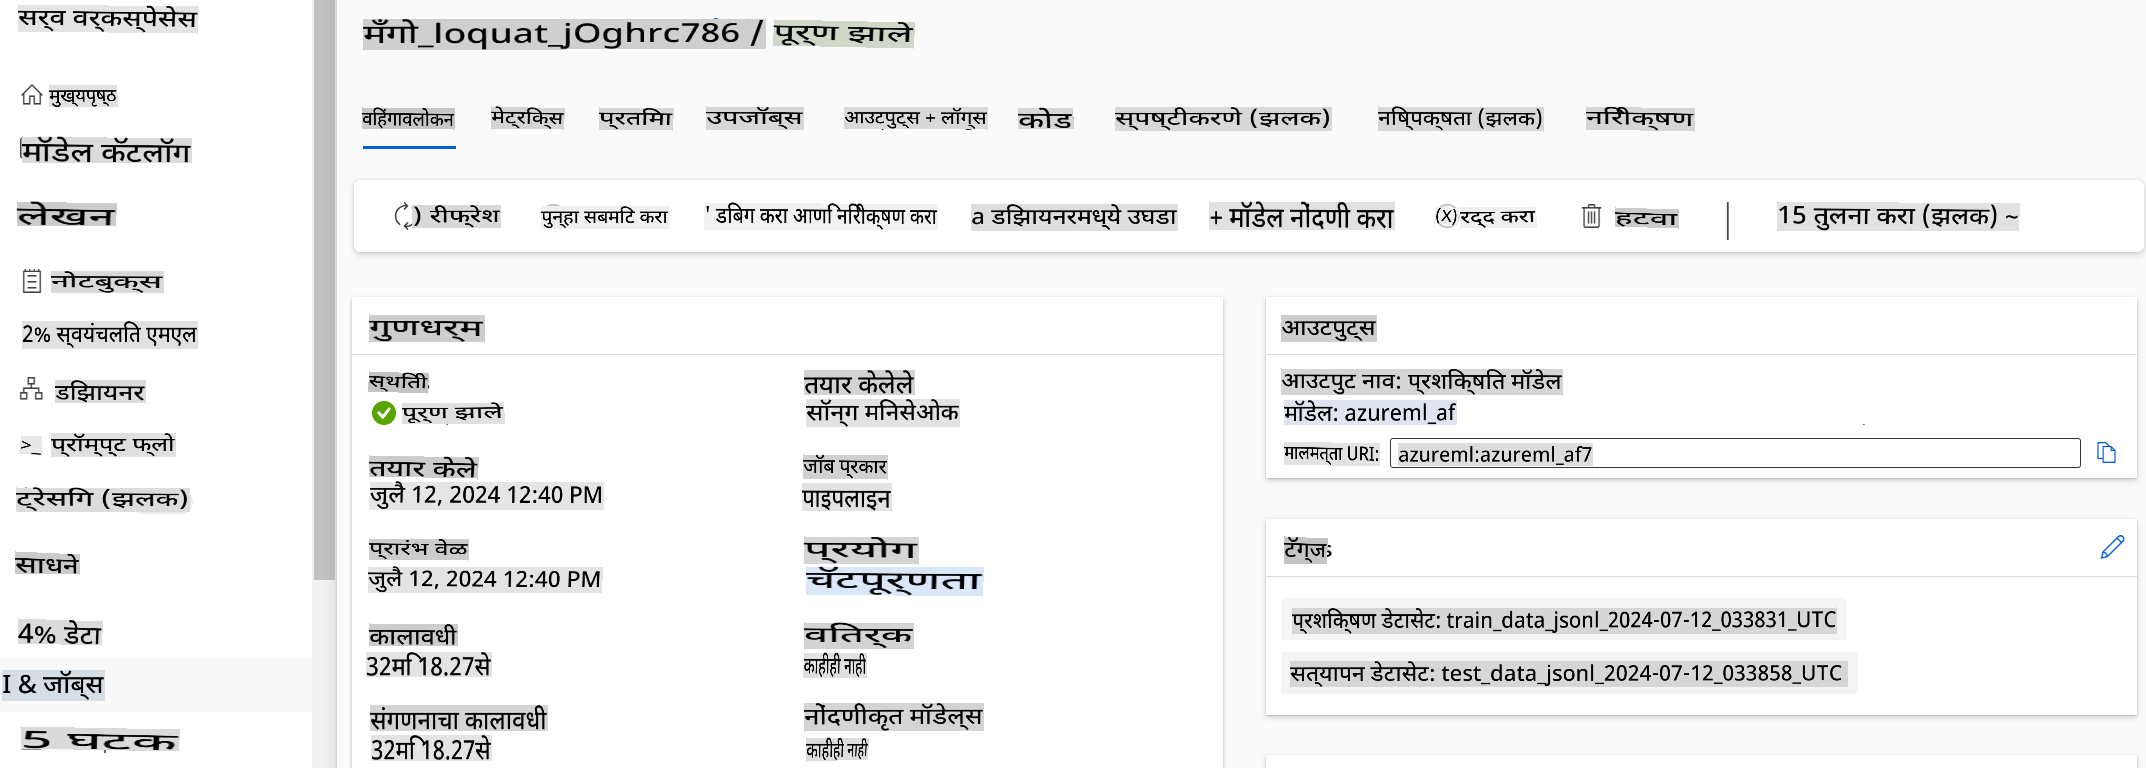 सर्व वर्कस्पेसेस
मुख्यपृष्ठ
मॉडेल कॅटलॉग
लेखन
नोटबुक्स
2% स्वयंचलित एमएल
डिझायनर
>_ प्रॉम्प्ट फ्लो
ट्रेसिंग (झलक)
साधने
4% डेटा
I & जॉब्स
5 घटक
मँगो_loquat_jOghrc786 / पूर्ण झाले
विहंगावलोकन मेट्रिक्स प्रतिमा उपजॉब्स आउटपुट्स + लॉग्स कोड स्पष्टीकरणे (झलक) निष्पक्षता (झलक) निरीक्षण
) रीफ्रेश पुन्हा सबमिट करा ' डिबग करा आणि निरीक्षण करा a डिझायनरमध्ये उघडा + मॉडेल नोंदणी करा (X) रद्द करा हटवा | 15 तुलना करा (झलक) ~
गुणधर्म
स्थिती
पूर्ण झाले
तयार केले
जुलै 12, 2024 12:40 PM
प्रारंभ वेळ
जुलै 12, 2024 12:40 PM
कालावधी
32मि 18.27से
संगणनाचा कालावधी
32मि 18.27से
तयार केलेले
सॉन्ग मिनसेओक
जॉब प्रकार
पाइपलाइन
प्रयोग
चॅटपूर्णता
वितर्क
काहीही नाही
नोंदणीकृत मॉडेल्स
काहीही नाही
आउटपुट्स
आउटपुट नाव: प्रशिक्षित मॉडेल
मॉडेल: azureml_af
मालमत्ता URI: azureml:azureml_af7
टॅग्जs
प्रशिक्षण डेटासेट: train_data_jsonl_2024-07-12_033831_UTC
सत्यापन डेटासेट: test_data_jsonl_2024-07-12_033858_UTC